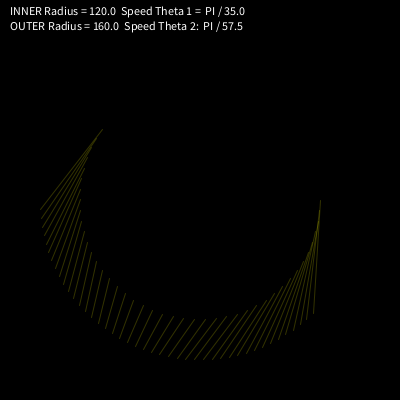 INNER Radius = 120.0  Speed Theta 1 =  PI / 35.0
OUTER Radius = 160.0  Speed Theta 2:  PI / 57.5